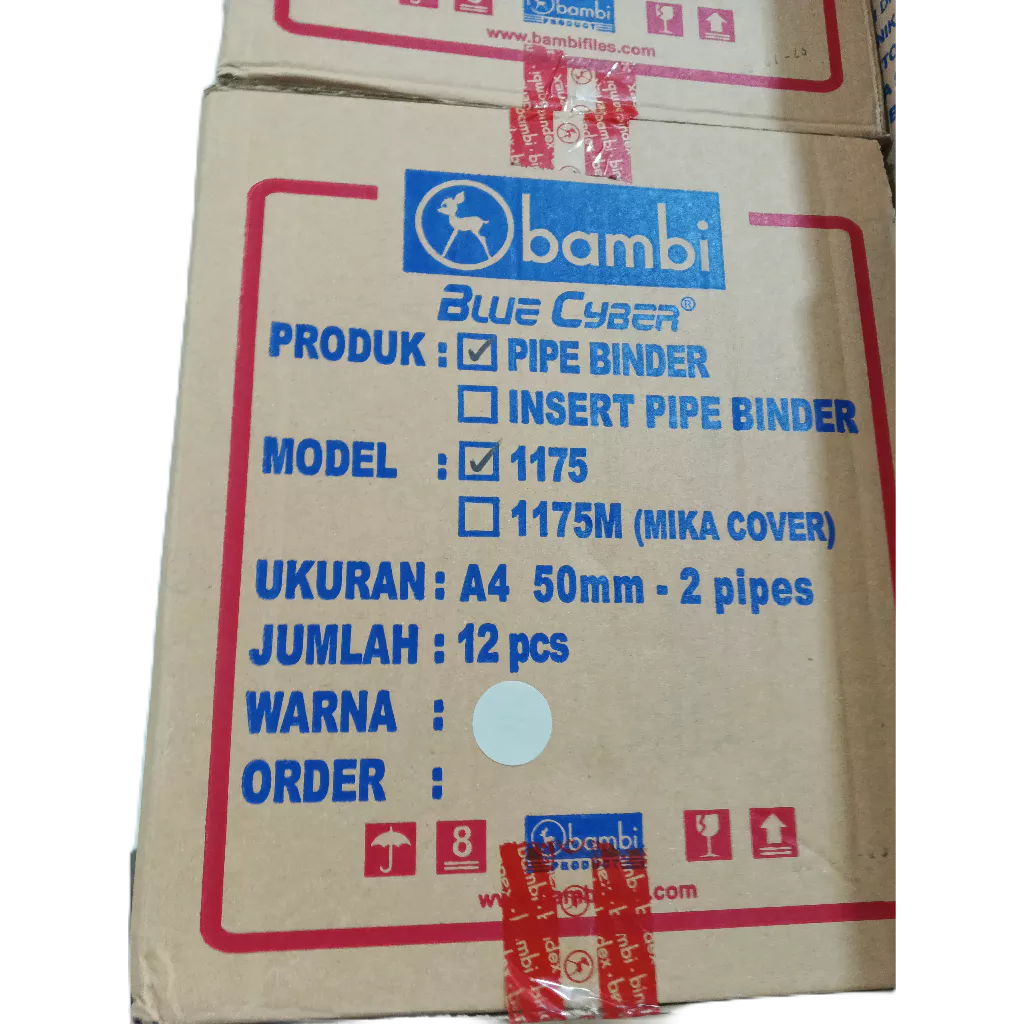 bambi
PRODUCT
www.bambifiles.com
bambi
BLUE CYBER®
PRODUK : PIPE BINDER
INSERT PIPE BINDER
MODEL : 1175
1175M (MIKA COVER)
UKURAN : A4 50mm - 2 pipes
JUMLAH : 12 pcs
WARNA :
ORDER :
8
bambi